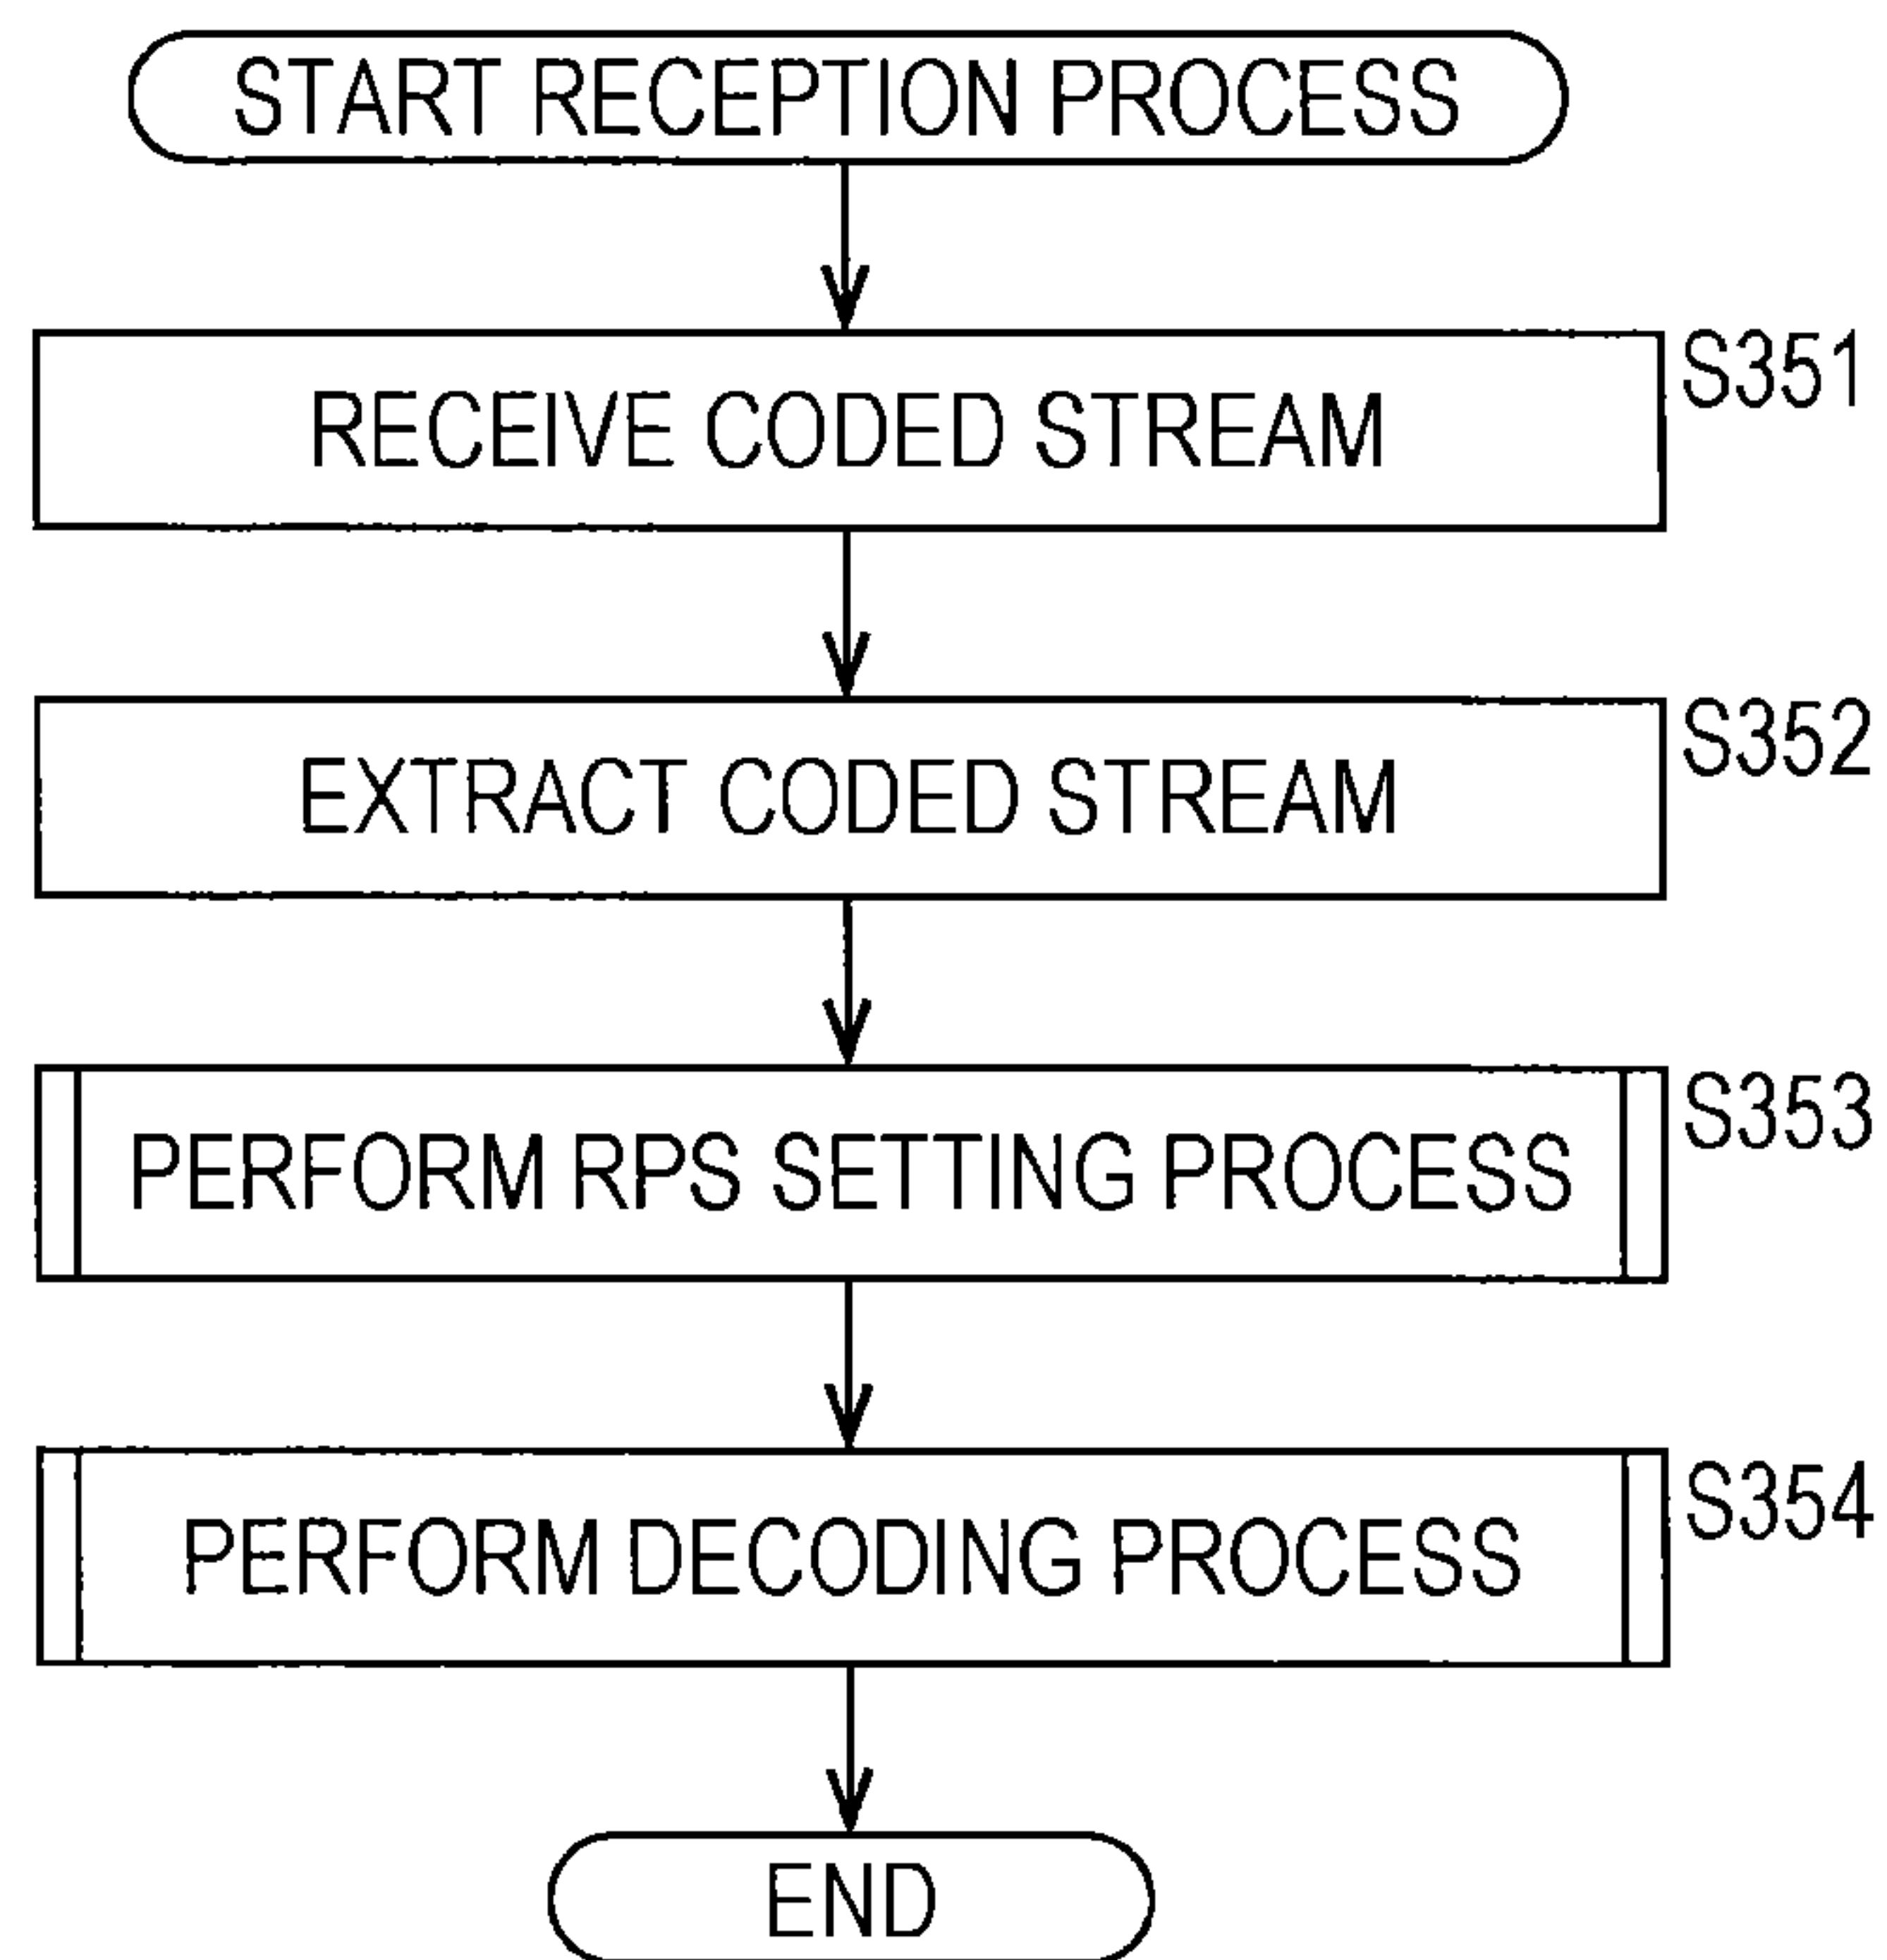 START RECEPTION PROCESS
S351
RECEIVE CODED STREAM
S352
EXTRACT CODED STREAM
S353
PERFORM RPS SETTING PROCESS
S354
PERFORM DECODING PROCESS
END